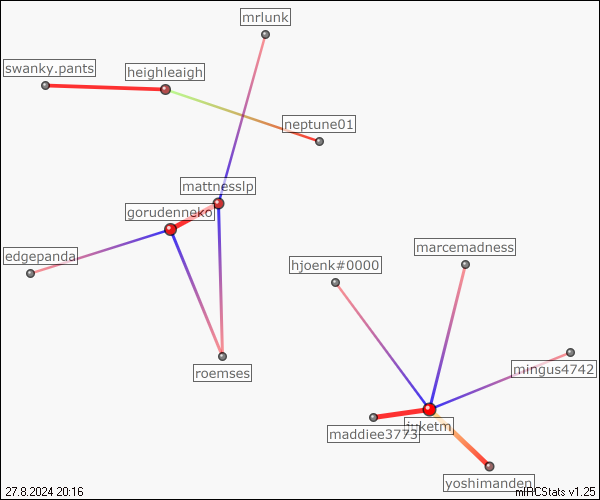 mrlunk
swanky.pants
heighleaigh
neptune01
mattnesslp
gorudenneko
edgepanda
marcemadness
hjoenk#0000
roemses
mingus4742
juketm
maddiee3773
yoshimanden
27.8.2024 20:16
mIRCStats v1.25